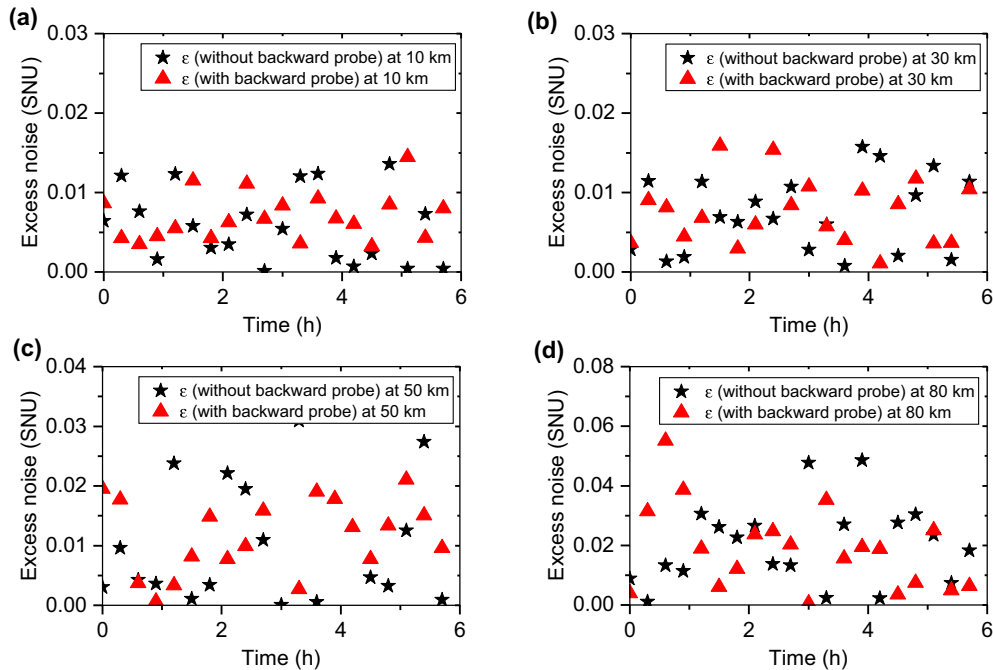 (a)
0.03
0.02
0.01
0.00
Excess noise (SNU)
ε (without backward probe) at 10 km
ε (with backward probe) at 10 km
0 2 4 6
Time (h)
(b)
0.03
0.02
0.01
0.00
Excess noise (SNU)
ε (without backward probe) at 30 km
ε (with backward probe) at 30 km
0 2 4 6
Time (h)
(c)
0.04
0.03
0.02
0.01
0.00
Excess noise (SNU)
ε (without backward probe) at 50 km
ε (with backward probe) at 50 km
0 2 4 6
Time (h)
(d)
0.08
0.06
0.04
0.02
0.00
Excess noise (SNU)
ε (without backward probe) at 80 km
ε (with backward probe) at 80 km
0 2 4 6
Time (h)